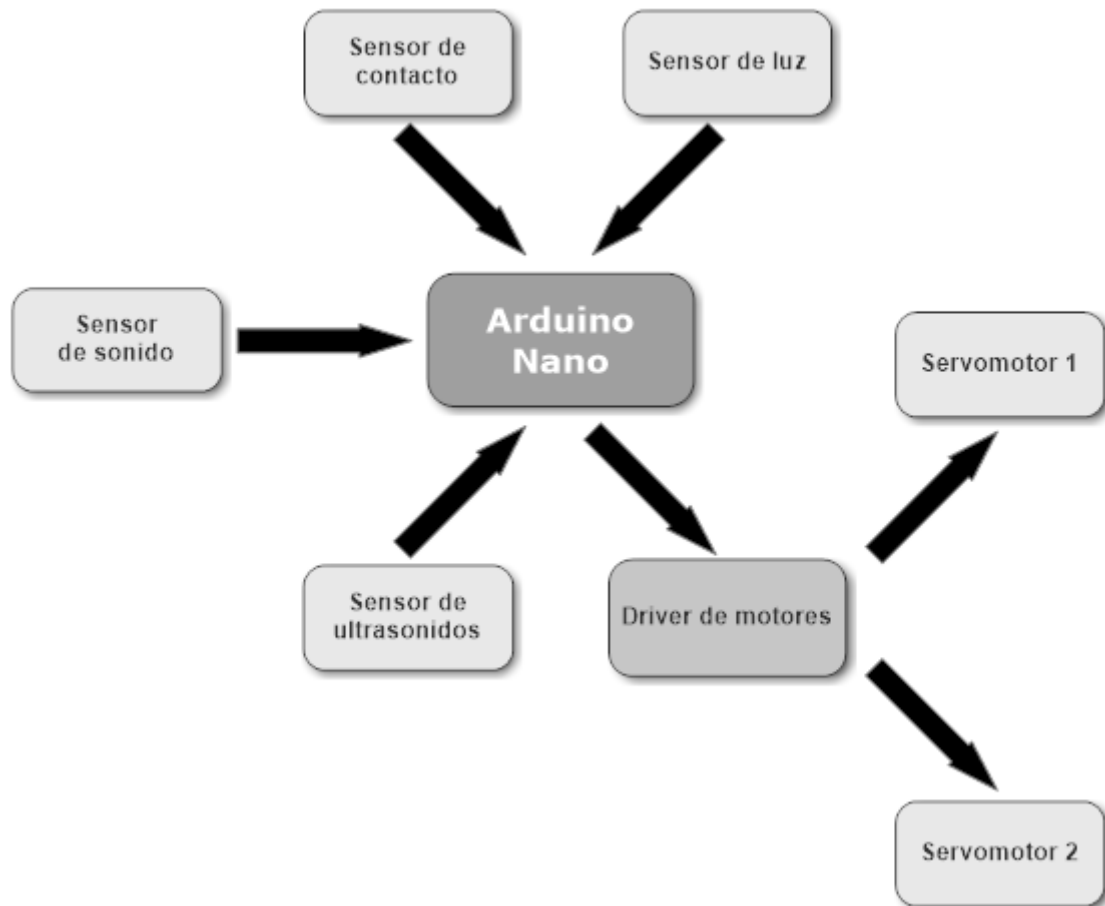 Sensor de
contacto
Sensor de luz
Sensor
de sonido
Arduino
Nano
Servomotor 1
Sensor de
ultrasonidos
Driver de motores
Servomotor 2